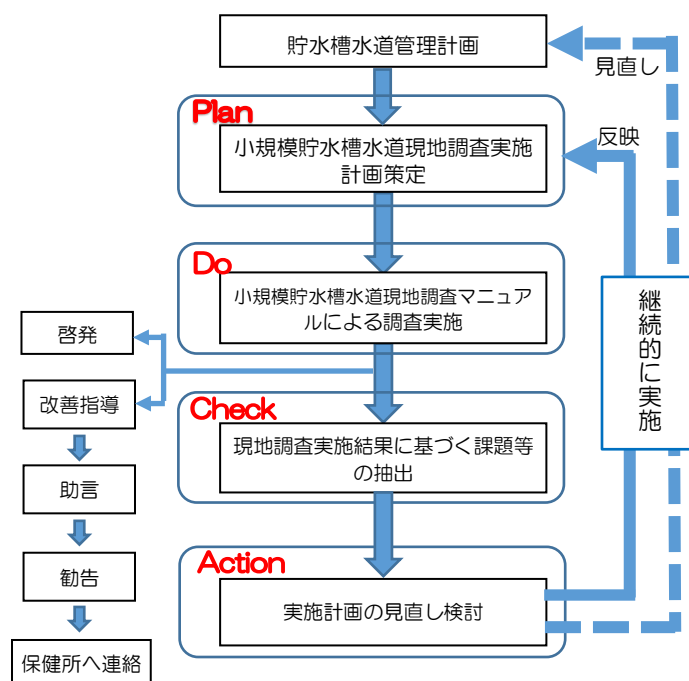 貯水槽水道管理計画
見直し
Plan
小規模貯水槽水道現地調査実施
計画策定
反映
Do
小規模貯水槽水道現地調査マニュア
ルによる調査実施
継続的に実施
啓発
改善指導
助言
勧告
保健所へ連絡
Check
現地調査実施結果に基づく課題等
の抽出
Action
実施計画の見直し検討